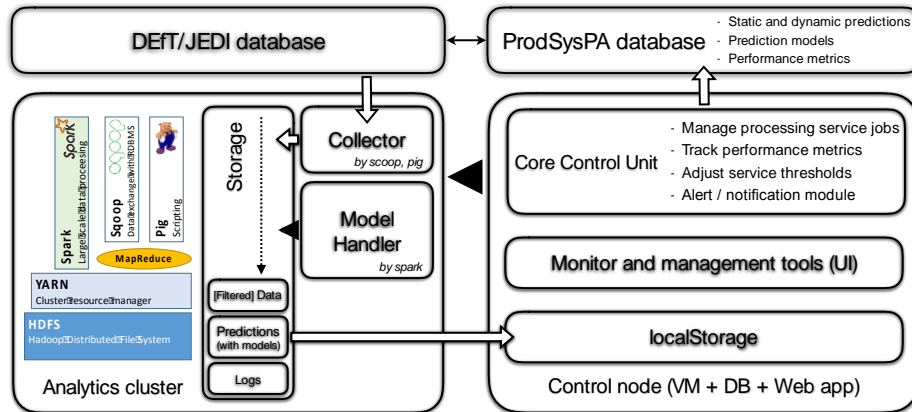 DEfT/JEDI database
ProdSysPA database
- Static and dynamic predictions
- Prediction models
- Performance metrics
Spark
Spark
Large scale data proceesing
sqoop
Sqoop
Data exchange with RDBMS
Pig
Scripting
MapReduce
YARN
Cluster resource manager
HDFS
Hadoop Distributed File System
Analytics cluster
Storage
[Filtered] Data
Predictions
(with models)
Logs
Collector
by scoop, pig
Model
Handler
by spark
Core Control Unit
- Manage processing service jobs
- Track performance metrics
- Adjust service thresholds
- Alert / notification module
Monitor and management tools (UI)
localStorage
Control node (VM + DB + Web app)